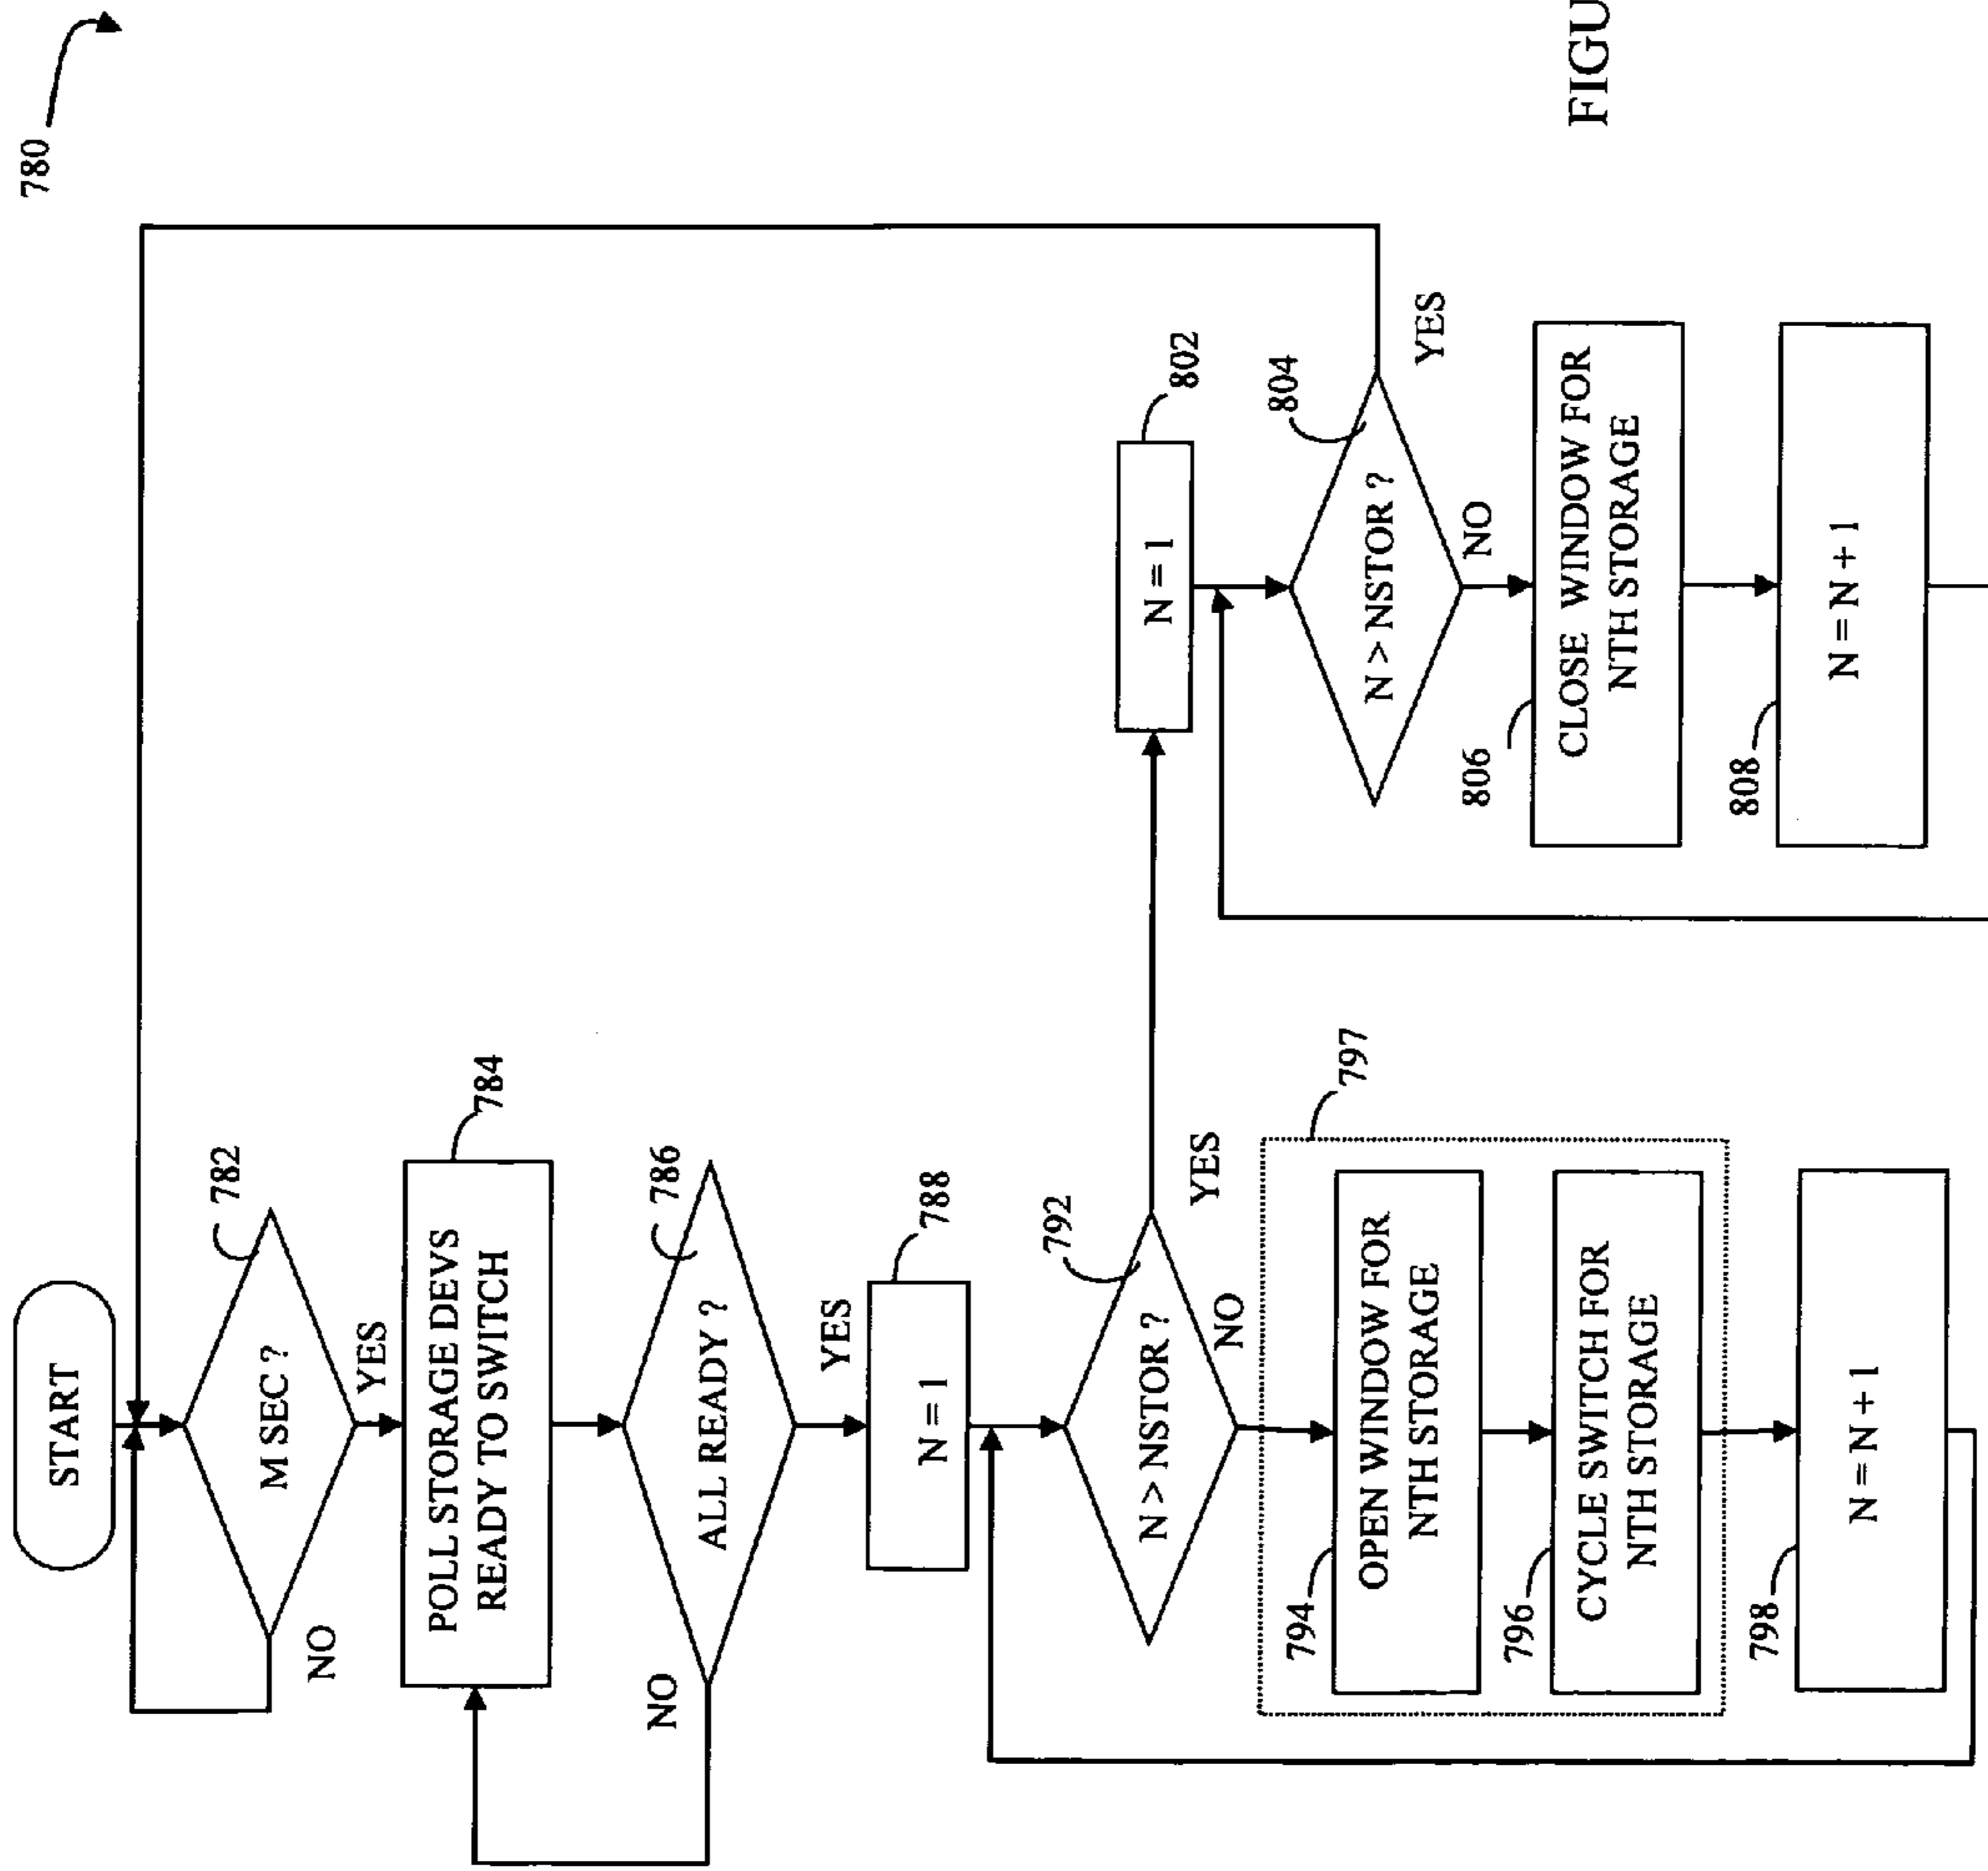 780
START
782
M SEC ?
NO
YES
784
POLL STORAGE DEVS
READY TO SWITCH
786
ALL READY ?
NO
YES
788
N = 1
792
N > NSTOR ?
YES
NO
797
794
OPEN WINDOW FOR
NTH STORAGE
796
CYCLE SWITCH FOR
NTH STORAGE
798
N = N + 1
802
N = 1
804
N > NSTOR ?
YES
NO
806
CLOSE WINDOW FOR
NTH STORAGE
808
N = N + 1
FIGU